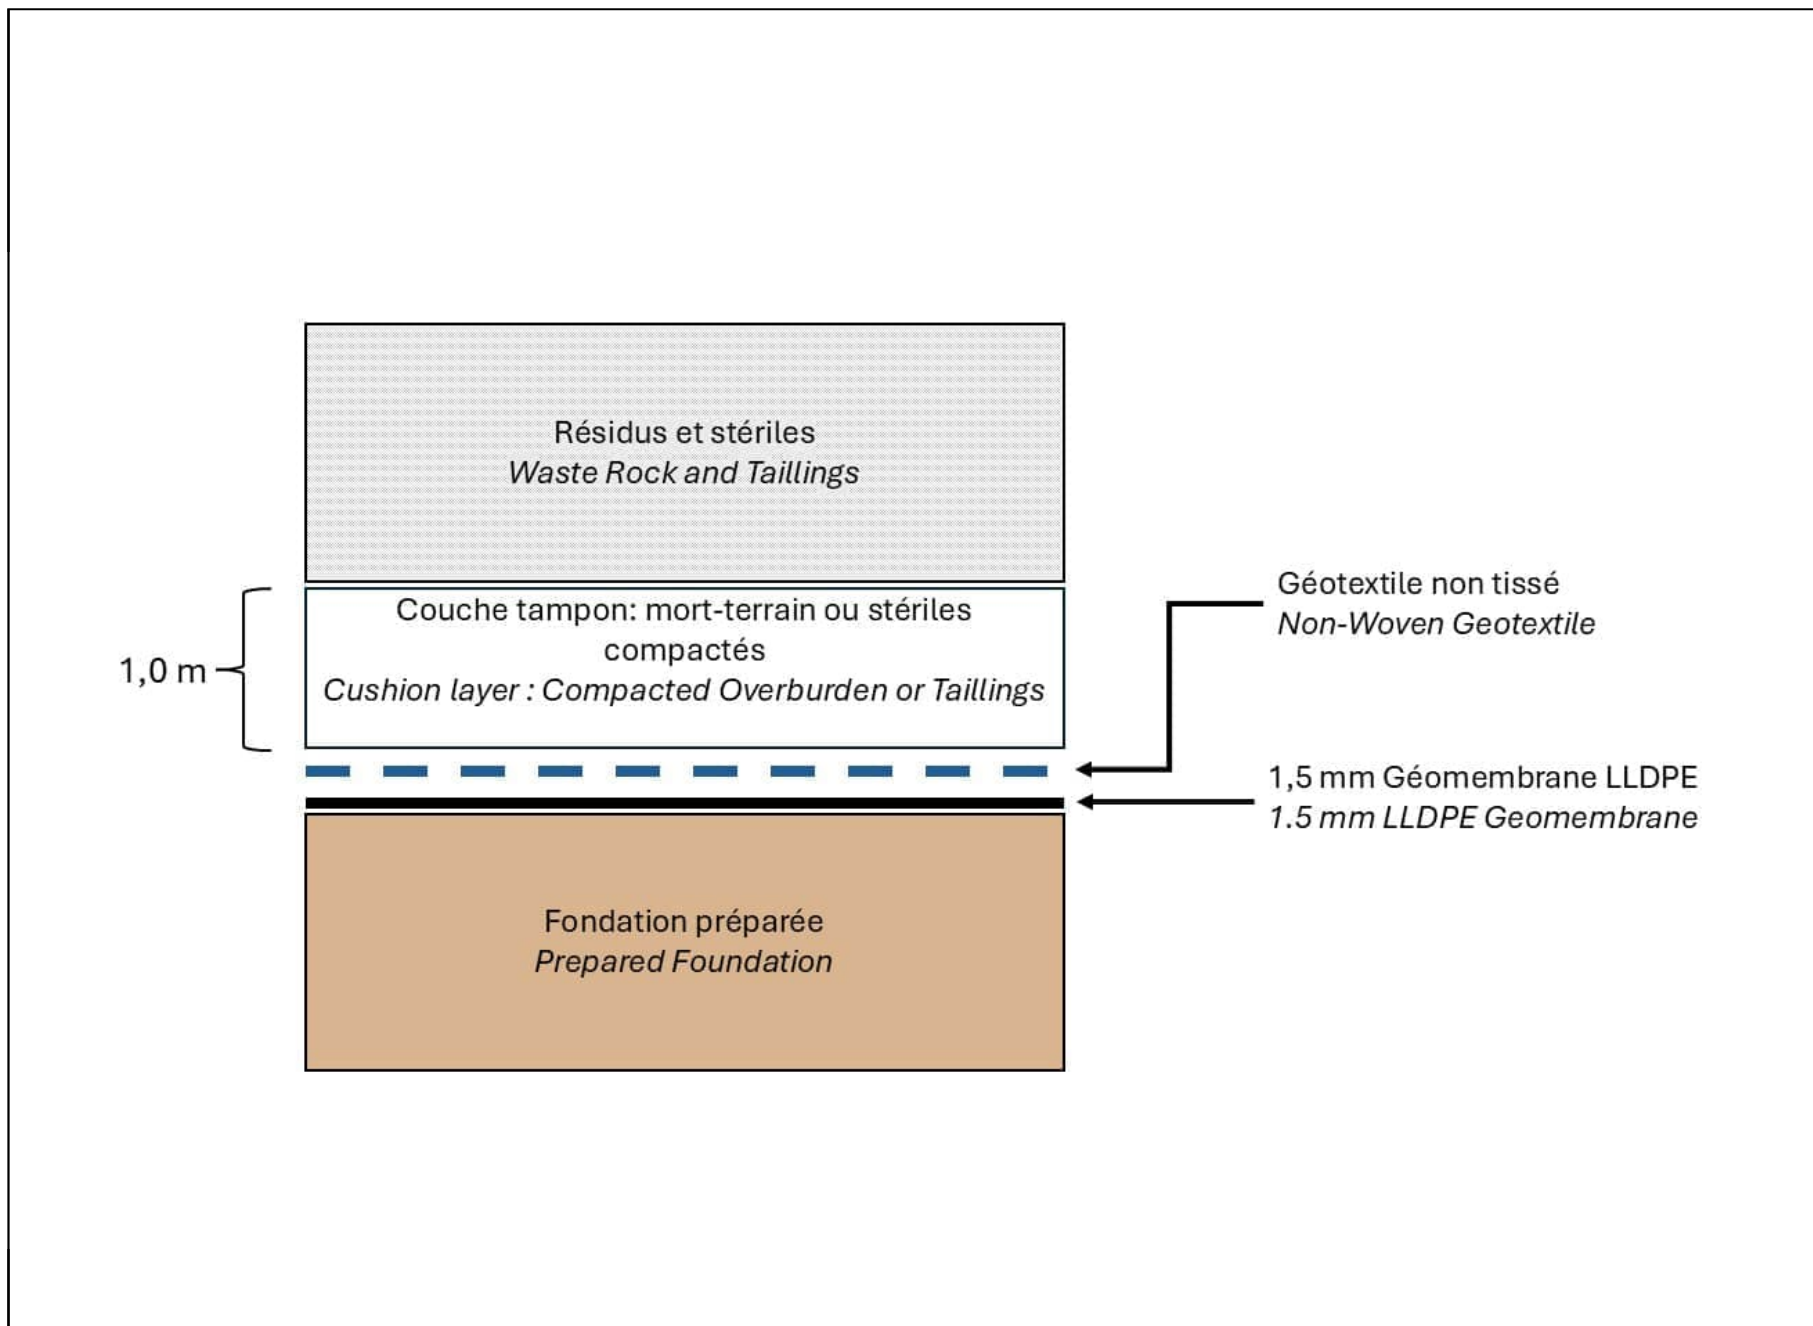 Résidus et stériles
Waste Rock and Taillings
Couche tampon: mort-terrain ou stériles
compactés
Cushion layer : Compacted Overburden or Taillings
1,0 m
Géotextile non tissé
Non-Woven Geotextile
1,5 mm Géomembrane LLDPE
1.5 mm LLDPE Geomembrane
Fondation préparée
Prepared Foundation